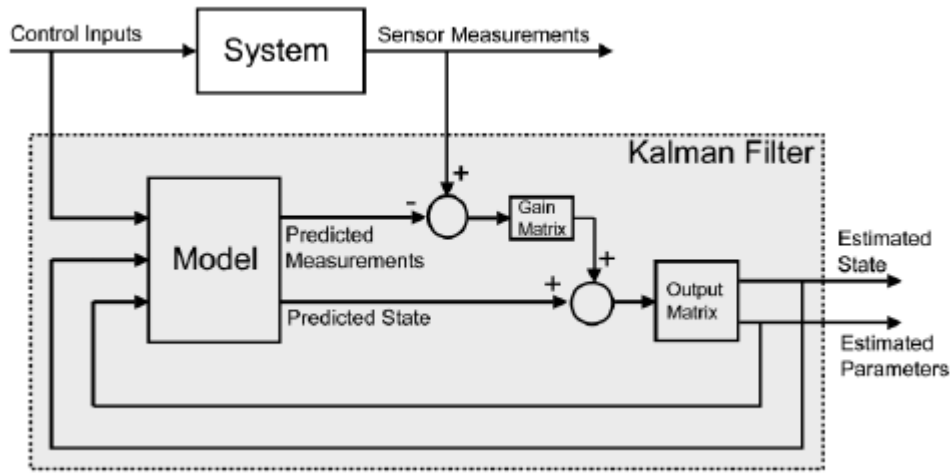 Control Inputs
System
Sensor Measurements
Kalman Filter
+
-
Gain
Matrix
Model
Predicted
Measurements
+
+
Estimated
State
Output
Matrix
Predicted State
Estimated
Parameters